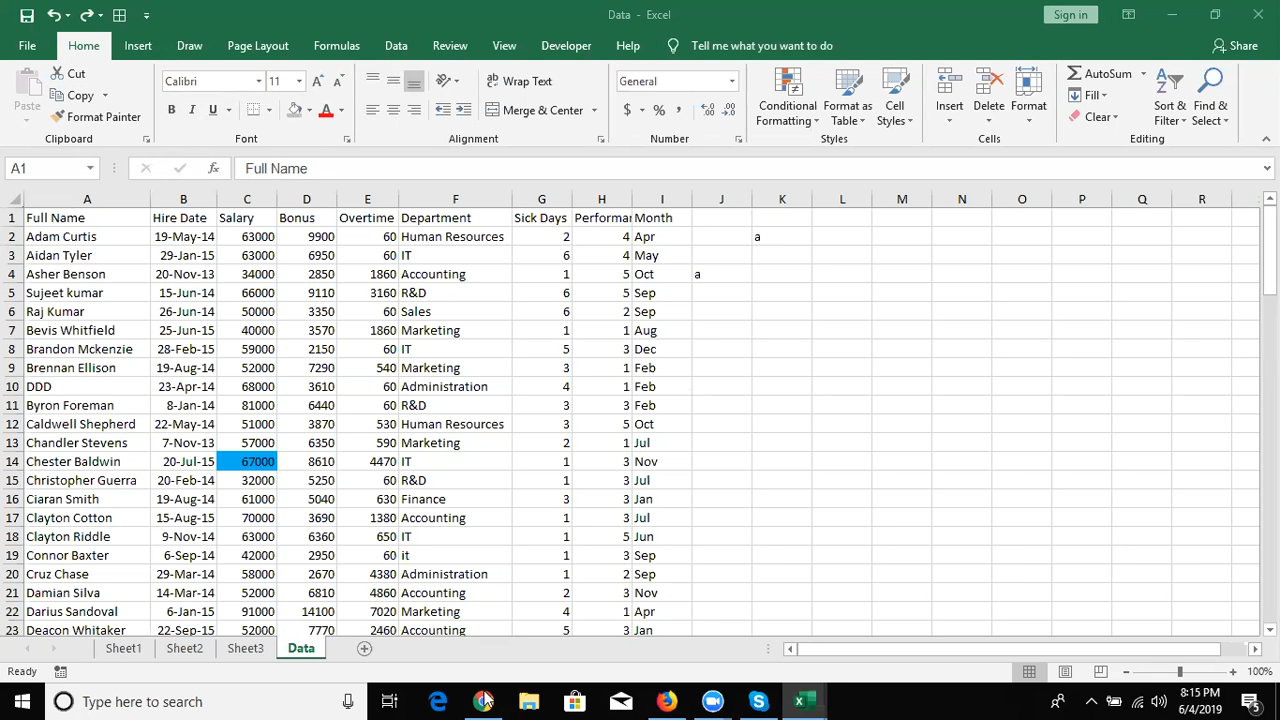 Data - Excel
Sign in
File Home Insert Draw Page Layout Formulas Data Review View Developer Help Tell me what you want to do Share
Paste Cut Copy Format Painter Clipboard
Calibri 11 A A B I U A Font
ab Wrap Text Merge & Center Alignment
General $ % , Number
Conditional Formatting Format as Table Cell Styles Styles
Insert Delete Format Cells
AutoSum Fill Clear Sort & Filter Find & Select Editing
A1 fx Full Name
A B C D E F G H I J K L M N O P Q R
1 Full Name Hire Date Salary Bonus Overtime Department Sick Days Performar Month
2 Adam Curtis 19-May-14 63000 9900 60 Human Resources 2 4 Apr a
3 Aidan Tyler 29-Jan-15 63000 6950 60 IT 6 4 May
4 Asher Benson 20-Nov-13 34000 2850 1860 Accounting 1 5 Oct a
5 Sujeet kumar 15-Jun-14 66000 9110 3160 R&D 6 5 Sep
6 Raj Kumar 26-Jun-14 50000 3350 60 Sales 6 2 Sep
7 Bevis Whitfield 25-Jun-15 40000 3570 1860 Marketing 1 1 Aug
8 Brandon Mckenzie 28-Feb-15 59000 2150 60 IT 5 3 Dec
9 Brennan Ellison 19-Aug-14 52000 7290 540 Marketing 3 1 Feb
10 DDD 23-Apr-14 68000 3610 60 Administration 4 1 Feb
11 Byron Foreman 8-Jan-14 81000 6440 60 R&D 3 3 Feb
12 Caldwell Shepherd 22-May-14 51000 3870 530 Human Resources 3 5 Oct
13 Chandler Stevens 7-Nov-13 57000 6350 590 Marketing 2 1 Jul
14 Chester Baldwin 20-Jul-15 67000 8610 4470 IT 1 3 Nov
15 Christopher Guerra 20-Feb-14 32000 5250 60 R&D 1 3 Jul
16 Ciaran Smith 19-Aug-14 61000 5040 630 Finance 3 3 Jan
17 Clayton Cotton 15-Aug-15 70000 3690 1380 Accounting 1 3 Jul
18 Clayton Riddle 9-Nov-14 63000 6360 650 IT 1 5 Jun
19 Connor Baxter 6-Sep-14 42000 2950 60 it 1 3 Sep
20 Cruz Chase 29-Mar-14 58000 2670 4380 Administration 1 2 Sep
21 Damian Silva 14-Mar-14 52000 6810 4860 Accounting 2 3 Nov
22 Darius Sandoval 6-Jan-15 91000 14100 7020 Marketing 4 1 Apr
23 Deacon Whitaker 22-Sep-15 52000 7770 2460 Accounting 5 3 Jan
Sheet1 Sheet2 Sheet3 Data
Ready 100%
Type here to search
8:15 PM
6/4/2019
5